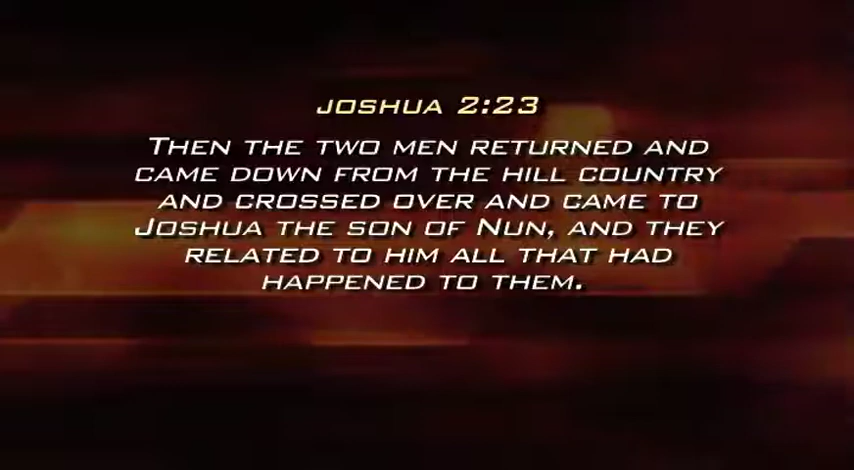 JOSHUA 2:23
THEN THE TWO MEN RETURNED AND
CAME DOWN FROM THE HILL COUNTRY
AND CROSSED OVER AND CAME TO
JOSHUA THE SON OF NUN, AND THEY
RELATED TO HIM ALL THAT HAD
HAPPENED TO THEM.